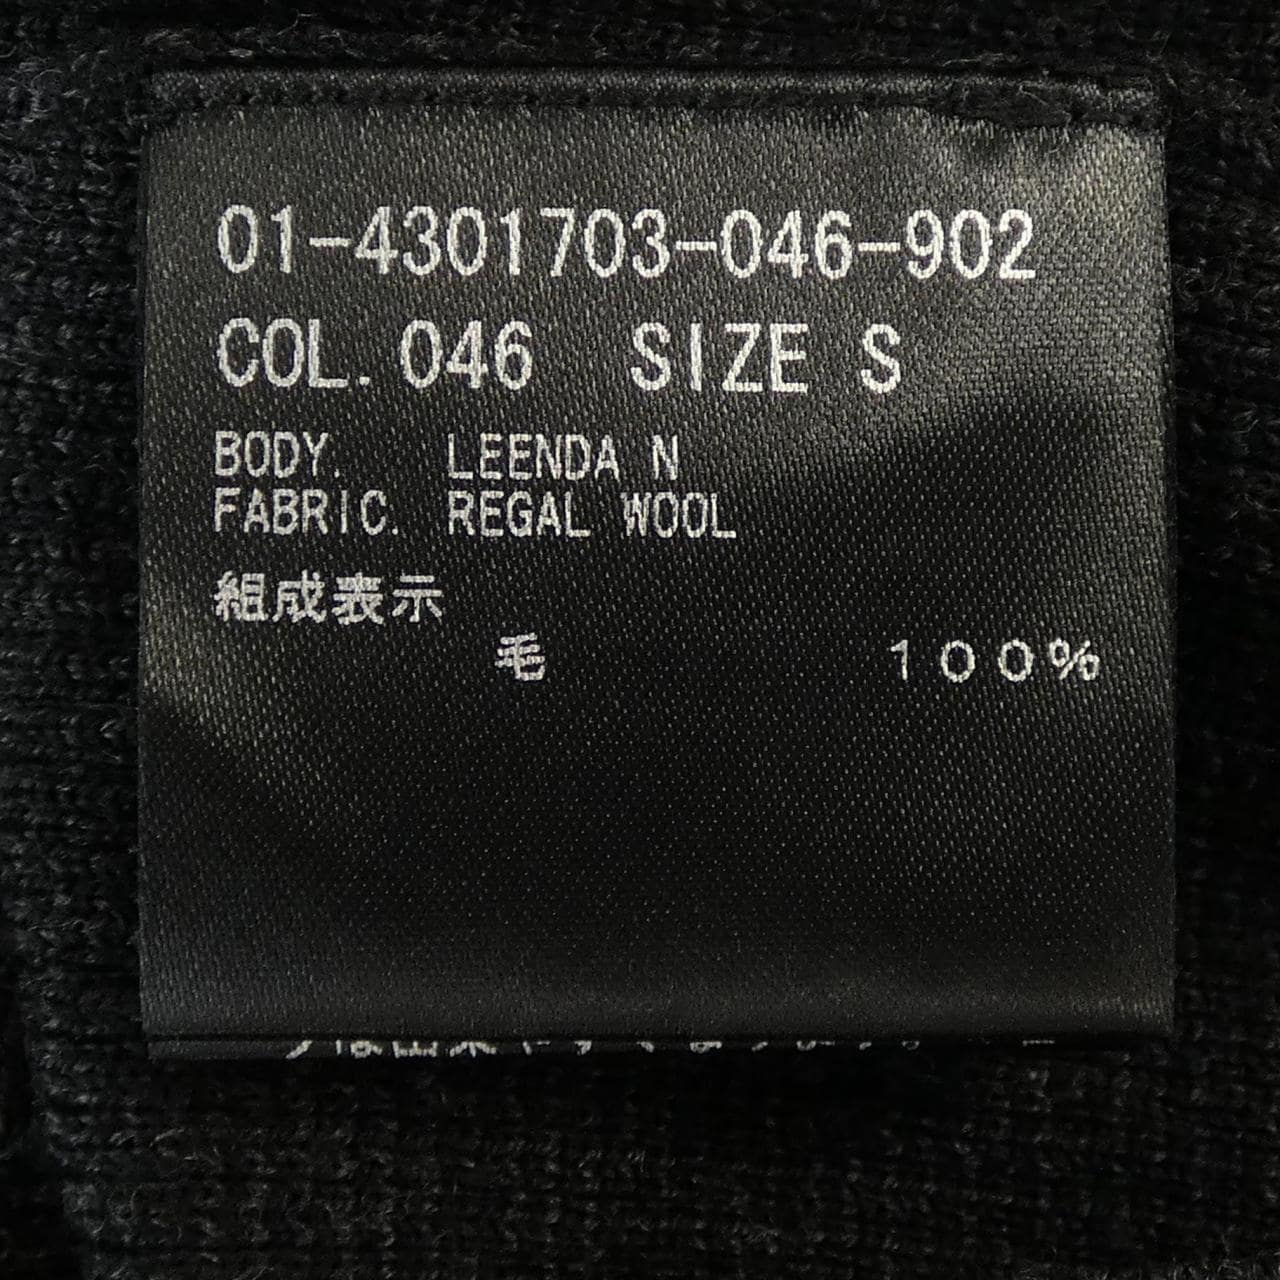 01-4301703-046-902
COL. 046 SIZE S
BODY. LEENDA N
FABRIC. REGAL WOOL
組成表示
毛 100%